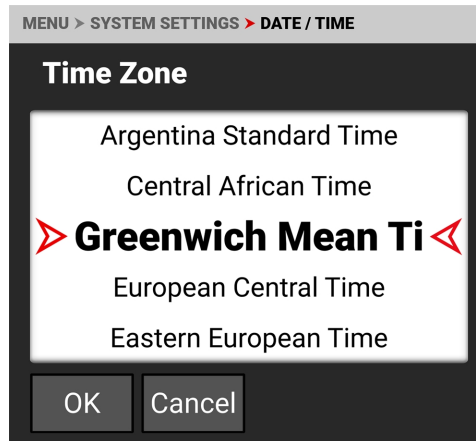 MENU > SYSTEM SETTINGS > DATE / TIME
Time Zone
Argentina Standard Time
Central African Time
Greenwich Mean Ti
European Central Time
Eastern European Time
OK Cancel